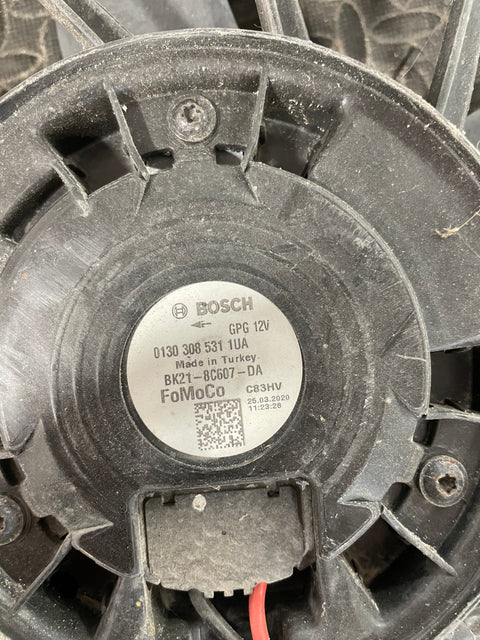 BOSCH
GPG 12V
0130 308 531 1UA
Made in Turkey
BK21-8C607-DA
FoMoCo C83HV
25.03.2020
11:23:28